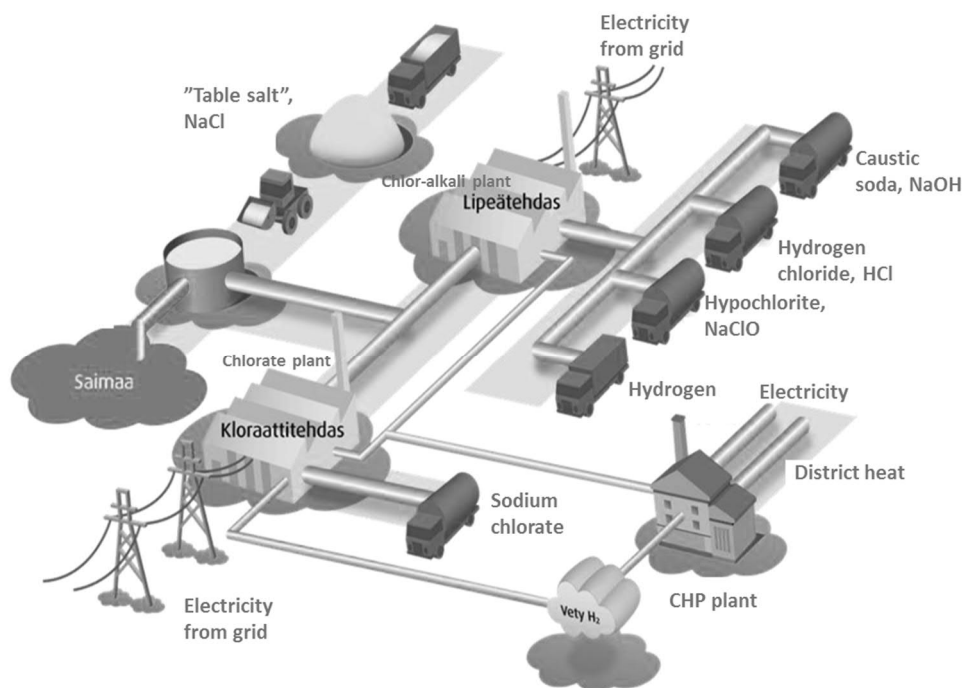 Electricity
from grid
”Table salt”,
NaCl
Caustic
soda, NaOH
Chlor-alkali plant
Lipeätehdas
Hydrogen
chloride, HCl
Hypochlorite,
NaClO
Chlorate plant
Saimaa
Hydrogen
Electricity
Kloraattitehdas
District heat
Sodium
chlorate
CHP plant
Electricity
from grid
Vety H₂